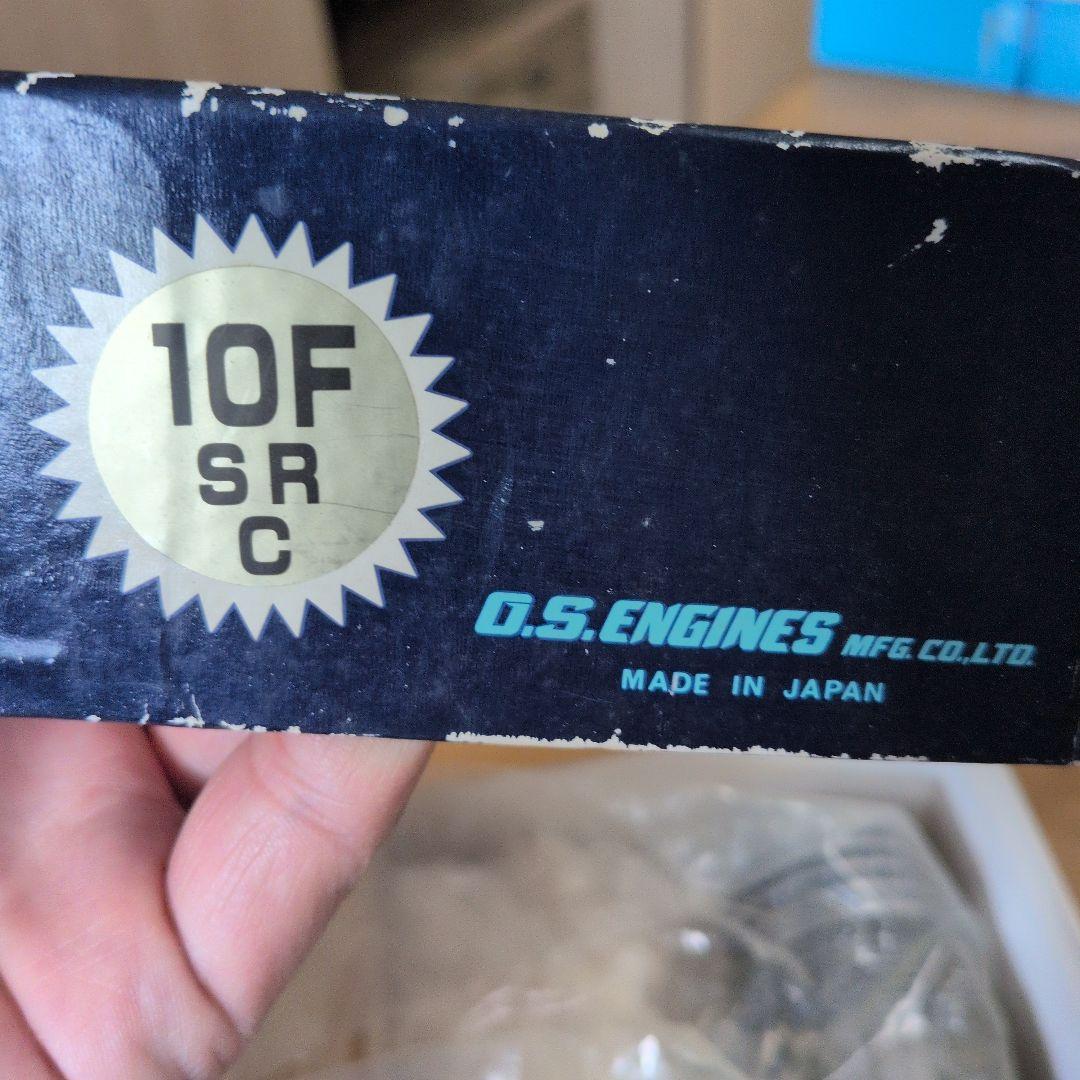 10F
SR
C
O.S. ENGINES MFG. CO., LTD.
MADE IN JAPAN